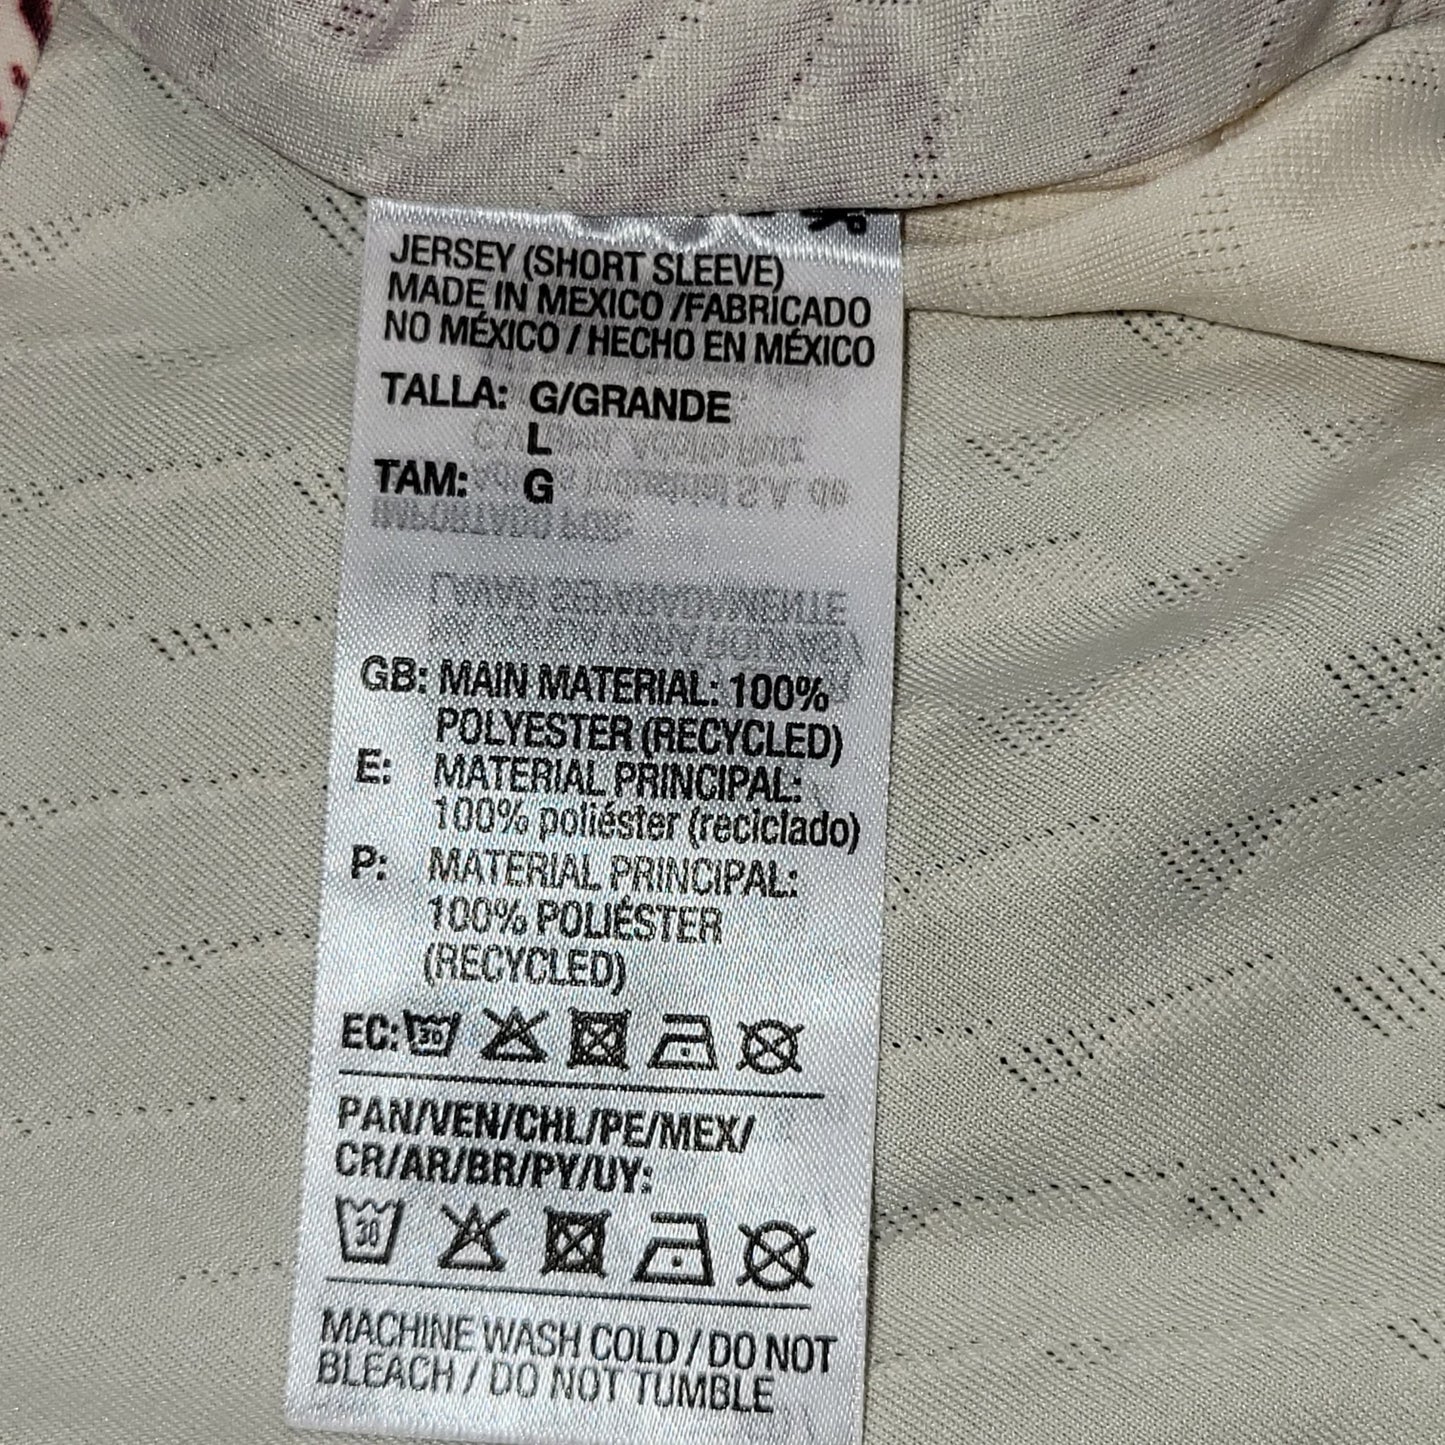 JERSEY (SHORT SLEEVE)
MADE IN MEXICO /FABRICADO
NO MÉXICO / HECHO EN MÉXICO
TALLA: G/GRANDE
L
TAM: G
GB: MAIN MATERIAL: 100%
POLYESTER (RECYCLED)
E: MATERIAL PRINCIPAL:
100% poliéster (reciclado)
P: MATERIAL PRINCIPAL:
100% POLIÉSTER
(RECYCLED)
EC: 30
PAN/VEN/CHL/PE/MEX/
CR/AR/BR/PY/UY:
30
MACHINE WASH COLD / DO NOT
BLEACH / DO NOT TUMBLE